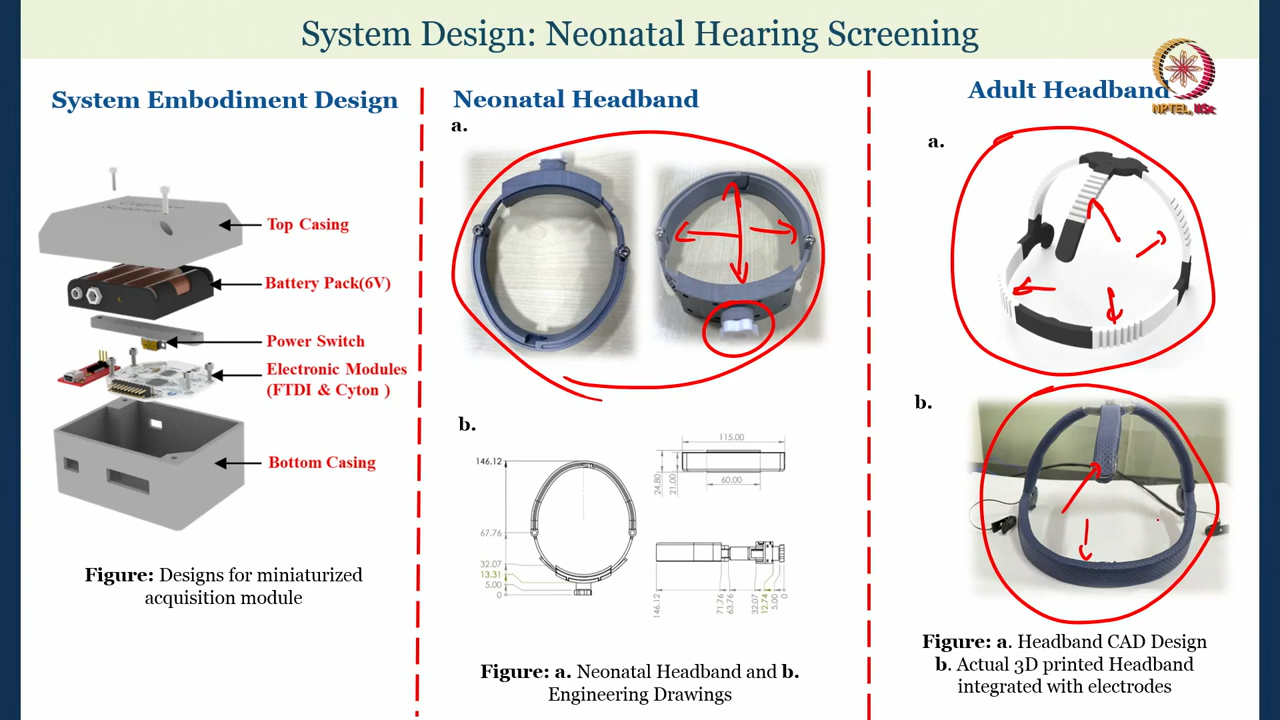 System Design: Neonatal Hearing Screening
NPTEL, IISc
System Embodiment Design
Top Casing
Battery Pack(6V)
Power Switch
Electronic Modules
(FTDI & Cyton )
Bottom Casing
Figure: Designs for miniaturized
acquisition module
Neonatal Headband
a.
b.
146.12
67.76
32.07
13.31
5.00
0
115.00
24.80
21.00
60.00
146.12
71.76
63.76
32.07
12.74
5.00
0
Figure: a. Neonatal Headband and b.
Engineering Drawings
Adult Headband
a.
b.
Figure: a. Headband CAD Design
b. Actual 3D printed Headband
integrated with electrodes